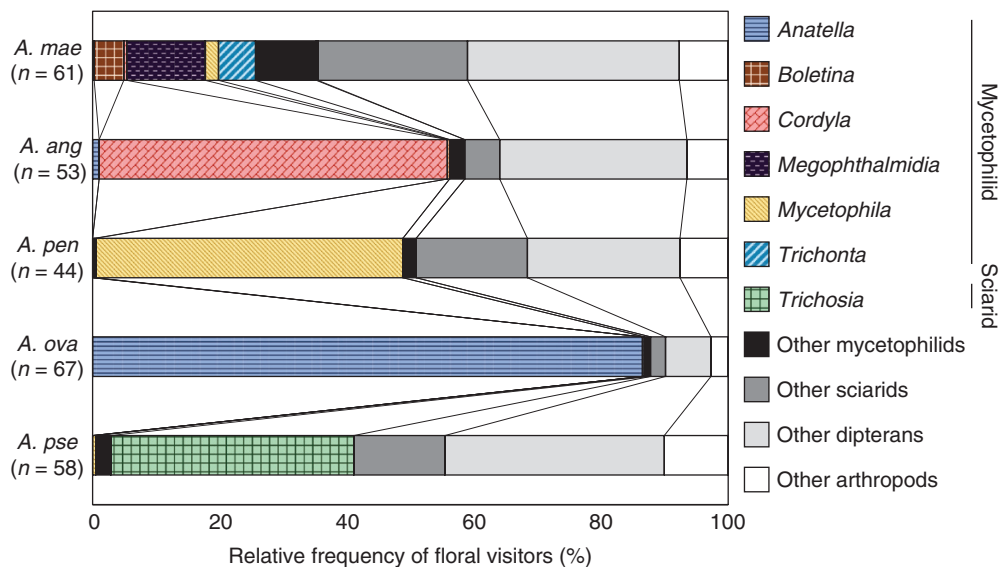 A. mae
(n = 61)
A. ang
(n = 53)
A. pen
(n = 44)
A. ova
(n = 67)
A. pse
(n = 58)
0 20 40 60 80 100
Relative frequency of floral visitors (%)
Anatella
Boletina
Cordyla
Megophthalmidia
Mycetophila
Trichonta
Trichosia
Other mycetophilids
Other sciarids
Other dipterans
Other arthropods
Mycetophilid
Sciarid